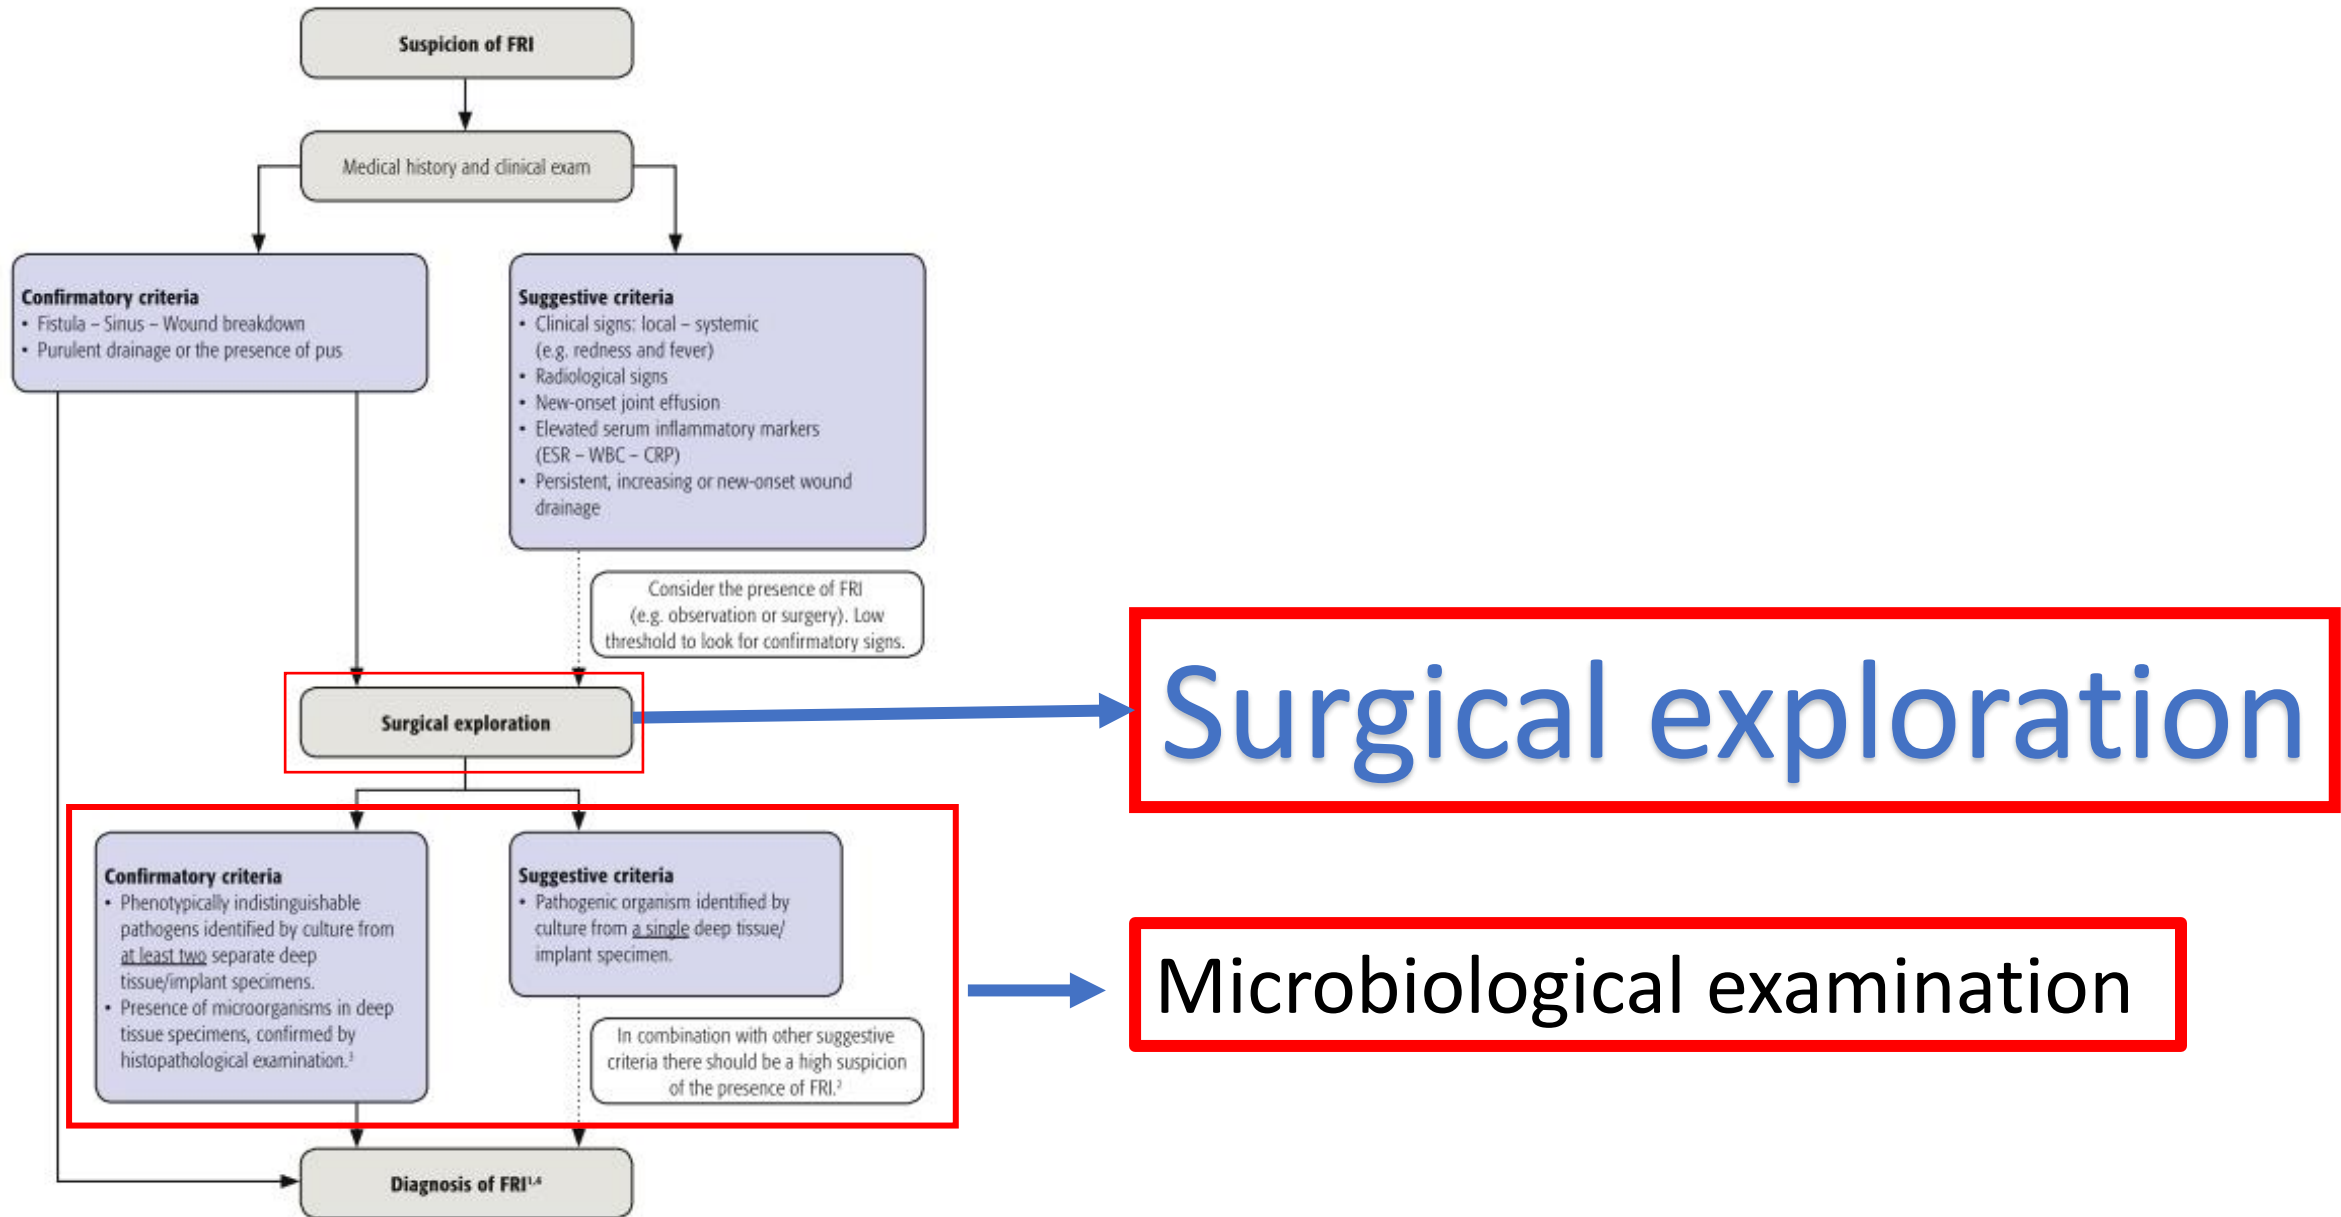 Suspicion of FRI
Medical history and clinical exam
Confirmatory criteria
• Fistula – Sinus – Wound breakdown
• Purulent drainage or the presence of pus
Suggestive criteria
• Clinical signs: local – systemic
(e.g. redness and fever)
• Radiological signs
• New-onset joint effusion
• Elevated serum inflammatory markers
(ESR – WBC – CRP)
• Persistent, increasing or new-onset wound
drainage
Consider the presence of FRI
(e.g. observation or surgery). Low
threshold to look for confirmatory signs.
Surgical exploration
Surgical exploration
Confirmatory criteria
• Phenotypically indistinguishable
pathogens identified by culture from
at least two separate deep
tissue/implant specimens.
• Presence of microorganisms in deep
tissue specimens, confirmed by
histopathological examination.³
Suggestive criteria
• Pathogenic organism identified by
culture from a single deep tissue/
implant specimen.
In combination with other suggestive
criteria there should be a high suspicion
of the presence of FRI.²
Microbiological examination
Diagnosis of FRI¹,⁴